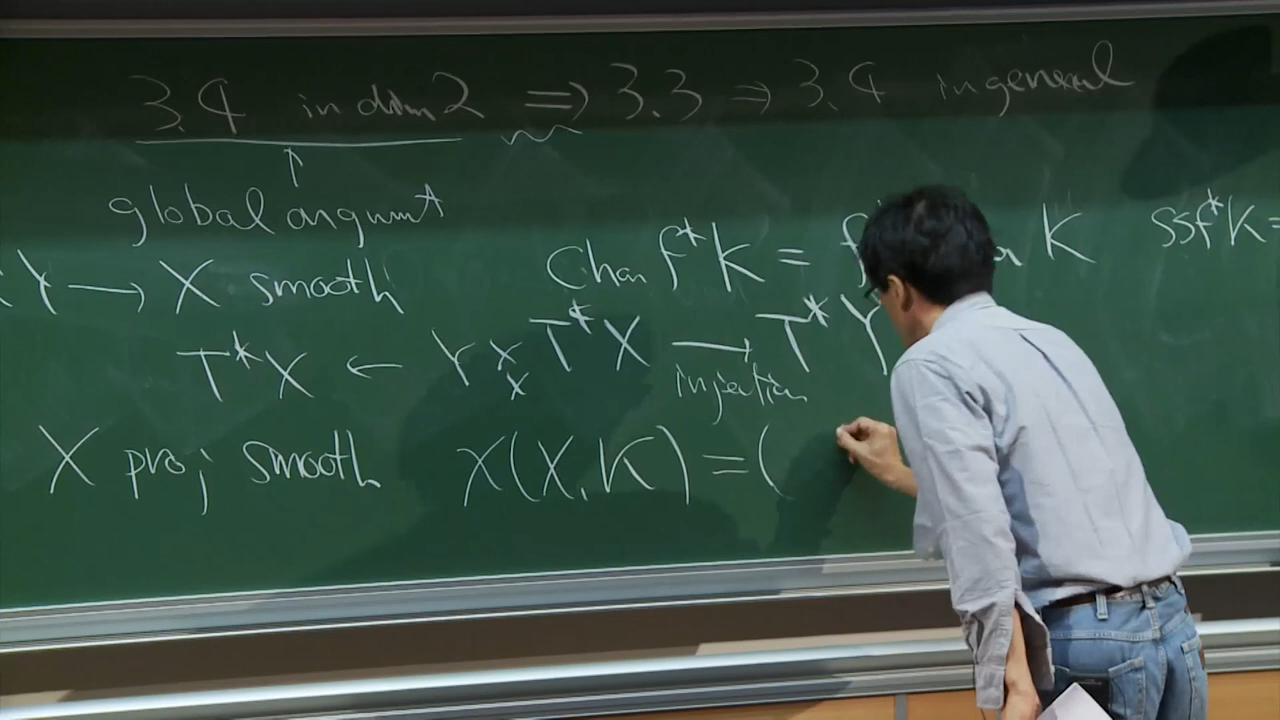 3.4 in dim 2 ⇒ 3.3 ⇒ 3.4 in general
↑
global argument
Y → X smooth Char f*K = f K SSf*K =
T*X ← Y ×_X T*X → T*Y
injection
X proj smooth χ(X, K) = (